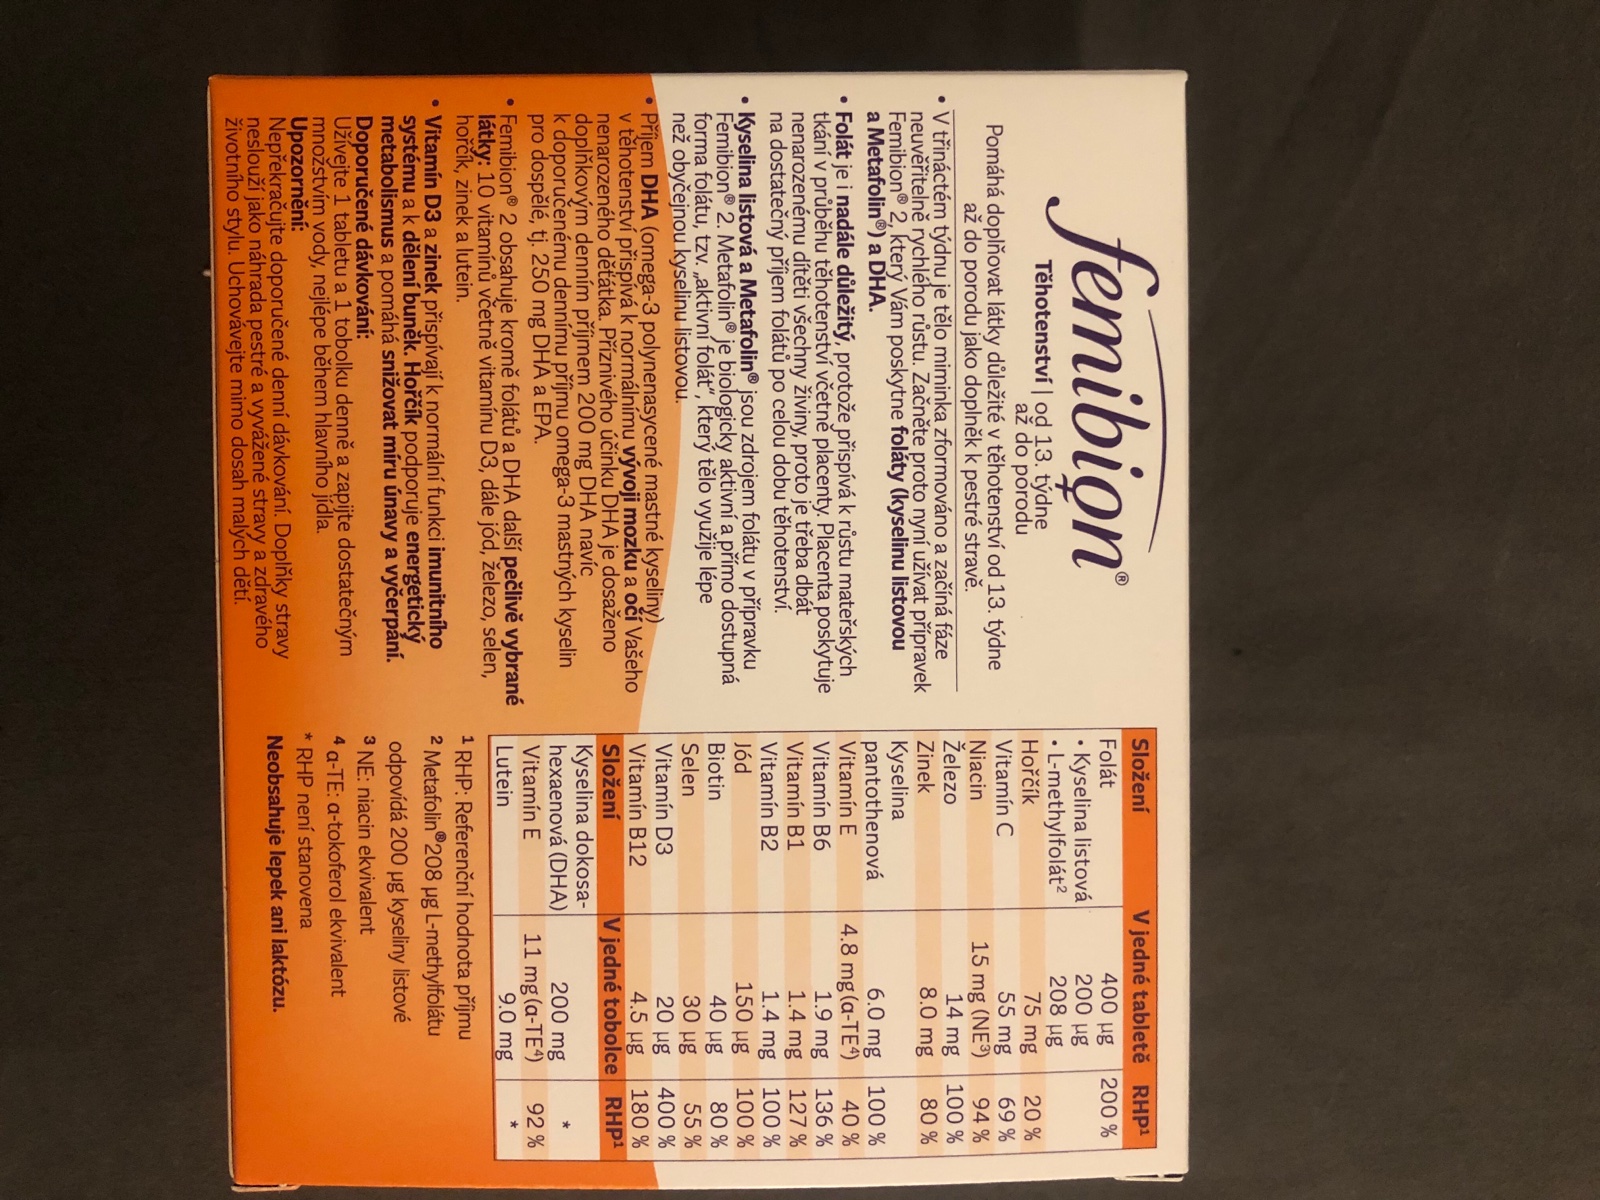 femibion®
Těhotenství | od 13. týdne
až do porodu
Pomáhá doplňovat látky důležité v těhotenství od 13. týdne
až do porodu jako doplněk k pestré stravě.
• V třináctém týdnu je tělo miminka zformováno a začíná fáze
neuvěřitelně rychlého růstu. Začněte proto nyní užívat přípravek
Femibion® 2, který Vám poskytne foláty (kyselinu listovou
a Metafolin®) a DHA.
• Folát je i nadále důležitý, protože přispívá k růstu mateřských
tkání v průběhu těhotenství včetně placenty. Placenta poskytuje
nenarozenému dítěti všechny živiny, proto je třeba dbát
na dostatečný příjem folátů po celou dobu těhotenství.
• Kyselina listová a Metafolin® jsou zdrojem folátu v přípravku
Femibion® 2. Metafolin® je biologicky aktivní a přímo dostupná
forma folátu, tzv. „aktivní folát“, který tělo využije lépe
než obyčejnou kyselinu listovou.
• Příjem DHA (omega-3 polynenasycené mastné kyseliny)
v těhotenství přispívá k normálnímu vývoji mozku a očí Vašeho
nenarozeného děťátka. Příznivého účinku DHA je dosaženo
doplňkovým denním příjmem 200 mg DHA navíc
k doporučenému dennímu příjmu omega-3 mastných kyselin
pro dospělé, tj. 250 mg DHA a EPA.
• Femibion® 2 obsahuje kromě folátů a DHA další pečlivě vybrané
látky: 10 vitamínů včetně vitamínu D3, dále jód, železo, selen,
hořčík, zinek a lutein.
• Vitamín D3 a zinek přispívají k normální funkci imunitního
systému a k dělení buněk. Hořčík podporuje energetický
metabolismus a pomáhá snižovat míru únavy a vyčerpání.
Doporučené dávkování:
Užívejte 1 tabletu a 1 tobolku denně a zapijte dostatečným
množstvím vody, nejlépe během hlavního jídla.
Upozornění:
Nepřekračujte doporučené denní dávkování. Doplňky stravy
neslouží jako náhrada pestré a vyvážené stravy a zdravého
životního stylu. Uchovávejte mimo dosah malých dětí.
Složení V jedné tabletě RHP¹
Folát 400 µg 200 %
• Kyselina listová 200 µg
• L-methylfolát² 208 µg
Hořčík 75 mg 20 %
Vitamín C 55 mg 69 %
Niacin 15 mg (NE³) 94 %
Železo 14 mg 100 %
Zinek 8.0 mg 80 %
Kyselina
pantothenová 6.0 mg 100 %
Vitamín E 4.8 mg (α-TE⁴) 40 %
Vitamín B6 1.9 mg 136 %
Vitamín B1 1.4 mg 127 %
Vitamín B2 1.4 mg 100 %
Jód 150 µg 100 %
Biotin 40 µg 80 %
Selen 30 µg 55 %
Vitamín D3 20 µg 400 %
Vitamín B12 4.5 µg 180 %
Složení V jedné tobolce RHP¹
Kyselina dokosa-
hexaenová (DHA) 200 mg *
Vitamín E 11 mg (α-TE⁴) 92 %
Lutein 9.0 mg *
¹ RHP: Referenční hodnota příjmu
² Metafolin® 208 µg L-methylfolátu
odpovídá 200 µg kyseliny listové
³ NE: niacin ekvivalent
⁴ α-TE: α-tokoferol ekvivalent
* RHP není stanovena
Neobsahuje lepek ani laktózu.